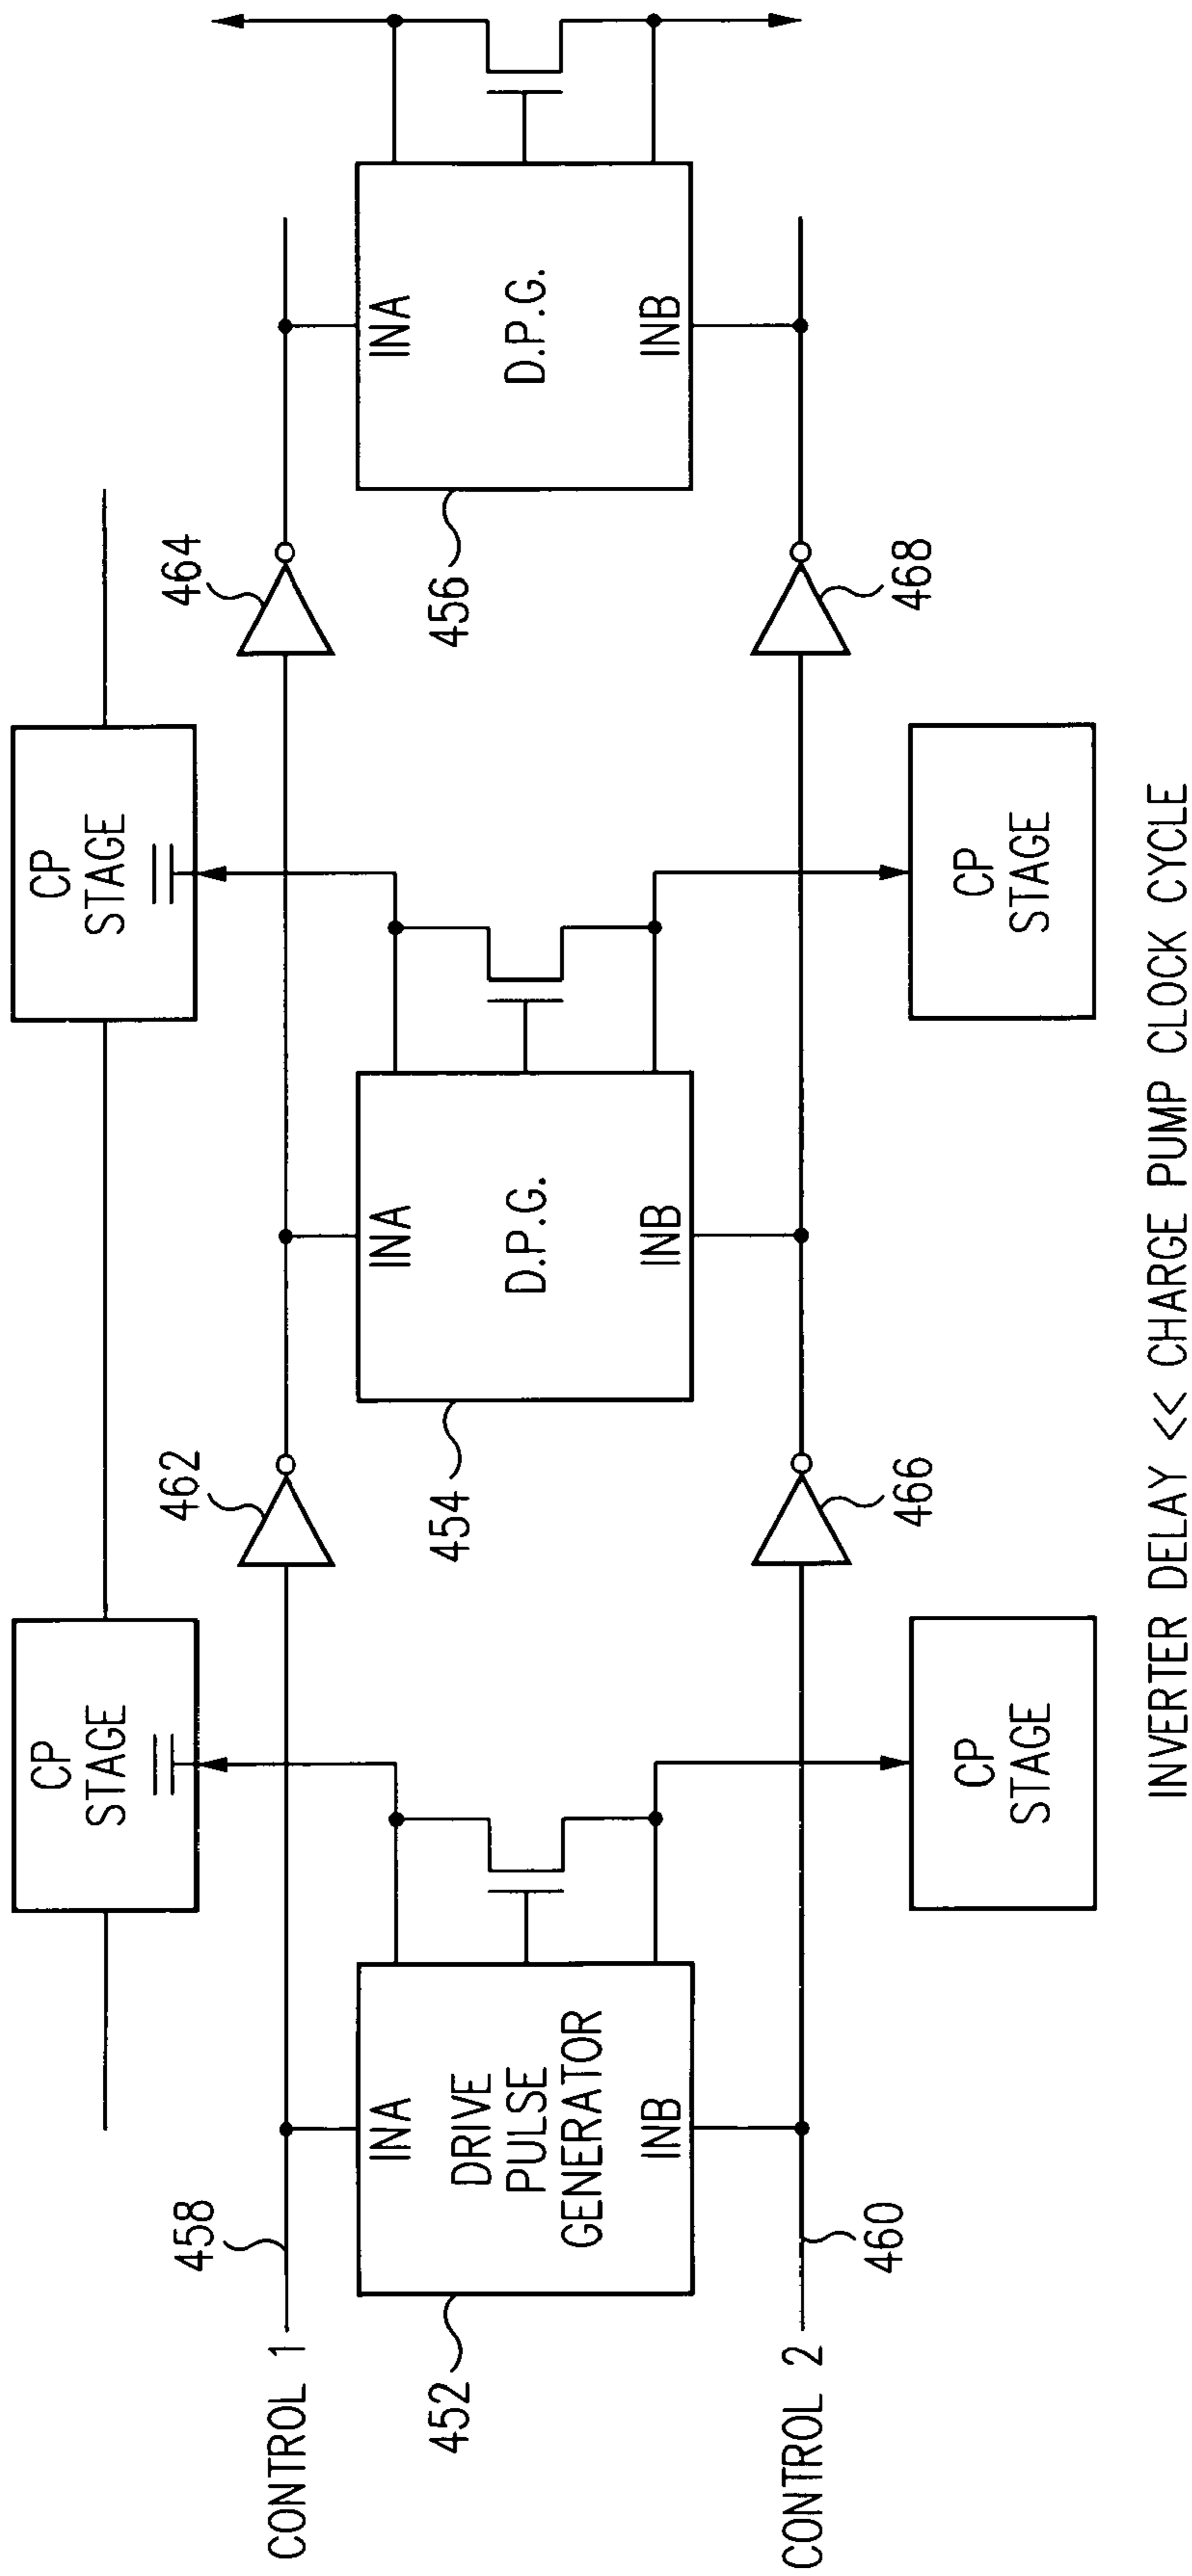 CP
STAGE
CP
STAGE
462
464
458
CONTROL 1
INA
DRIVE
PULSE
GENERATOR
INB
452
INA
D.P.G.
INB
454
INA
D.P.G.
INB
456
CONTROL 2
460
466
468
CP
STAGE
CP
STAGE
INVERTER DELAY << CHARGE PUMP CLOCK CYCLE